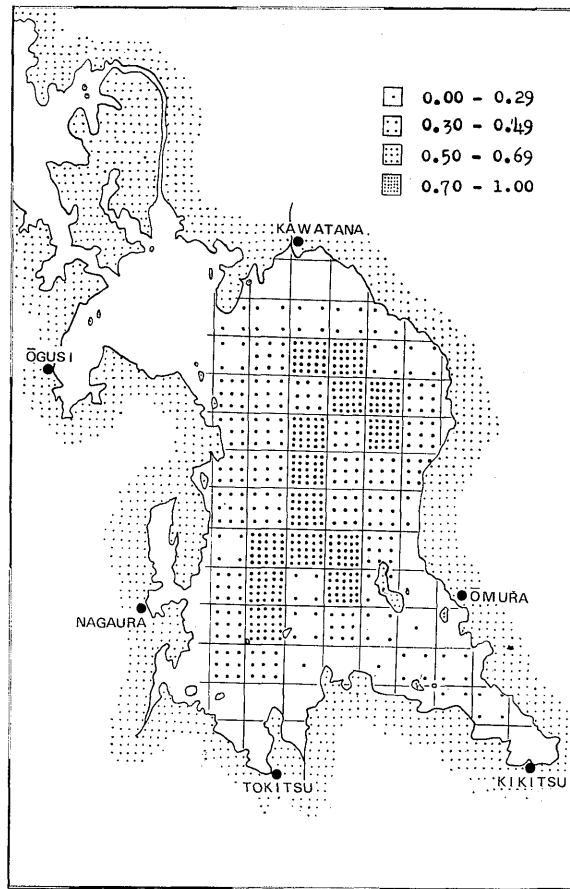 0.00 - 0.29
0.30 - 0.49
0.50 - 0.69
0.70 - 1.00
KAWATANA
ŌGUSI
ŌMURA
NAGAURA
TOKITSU
KIKITSU